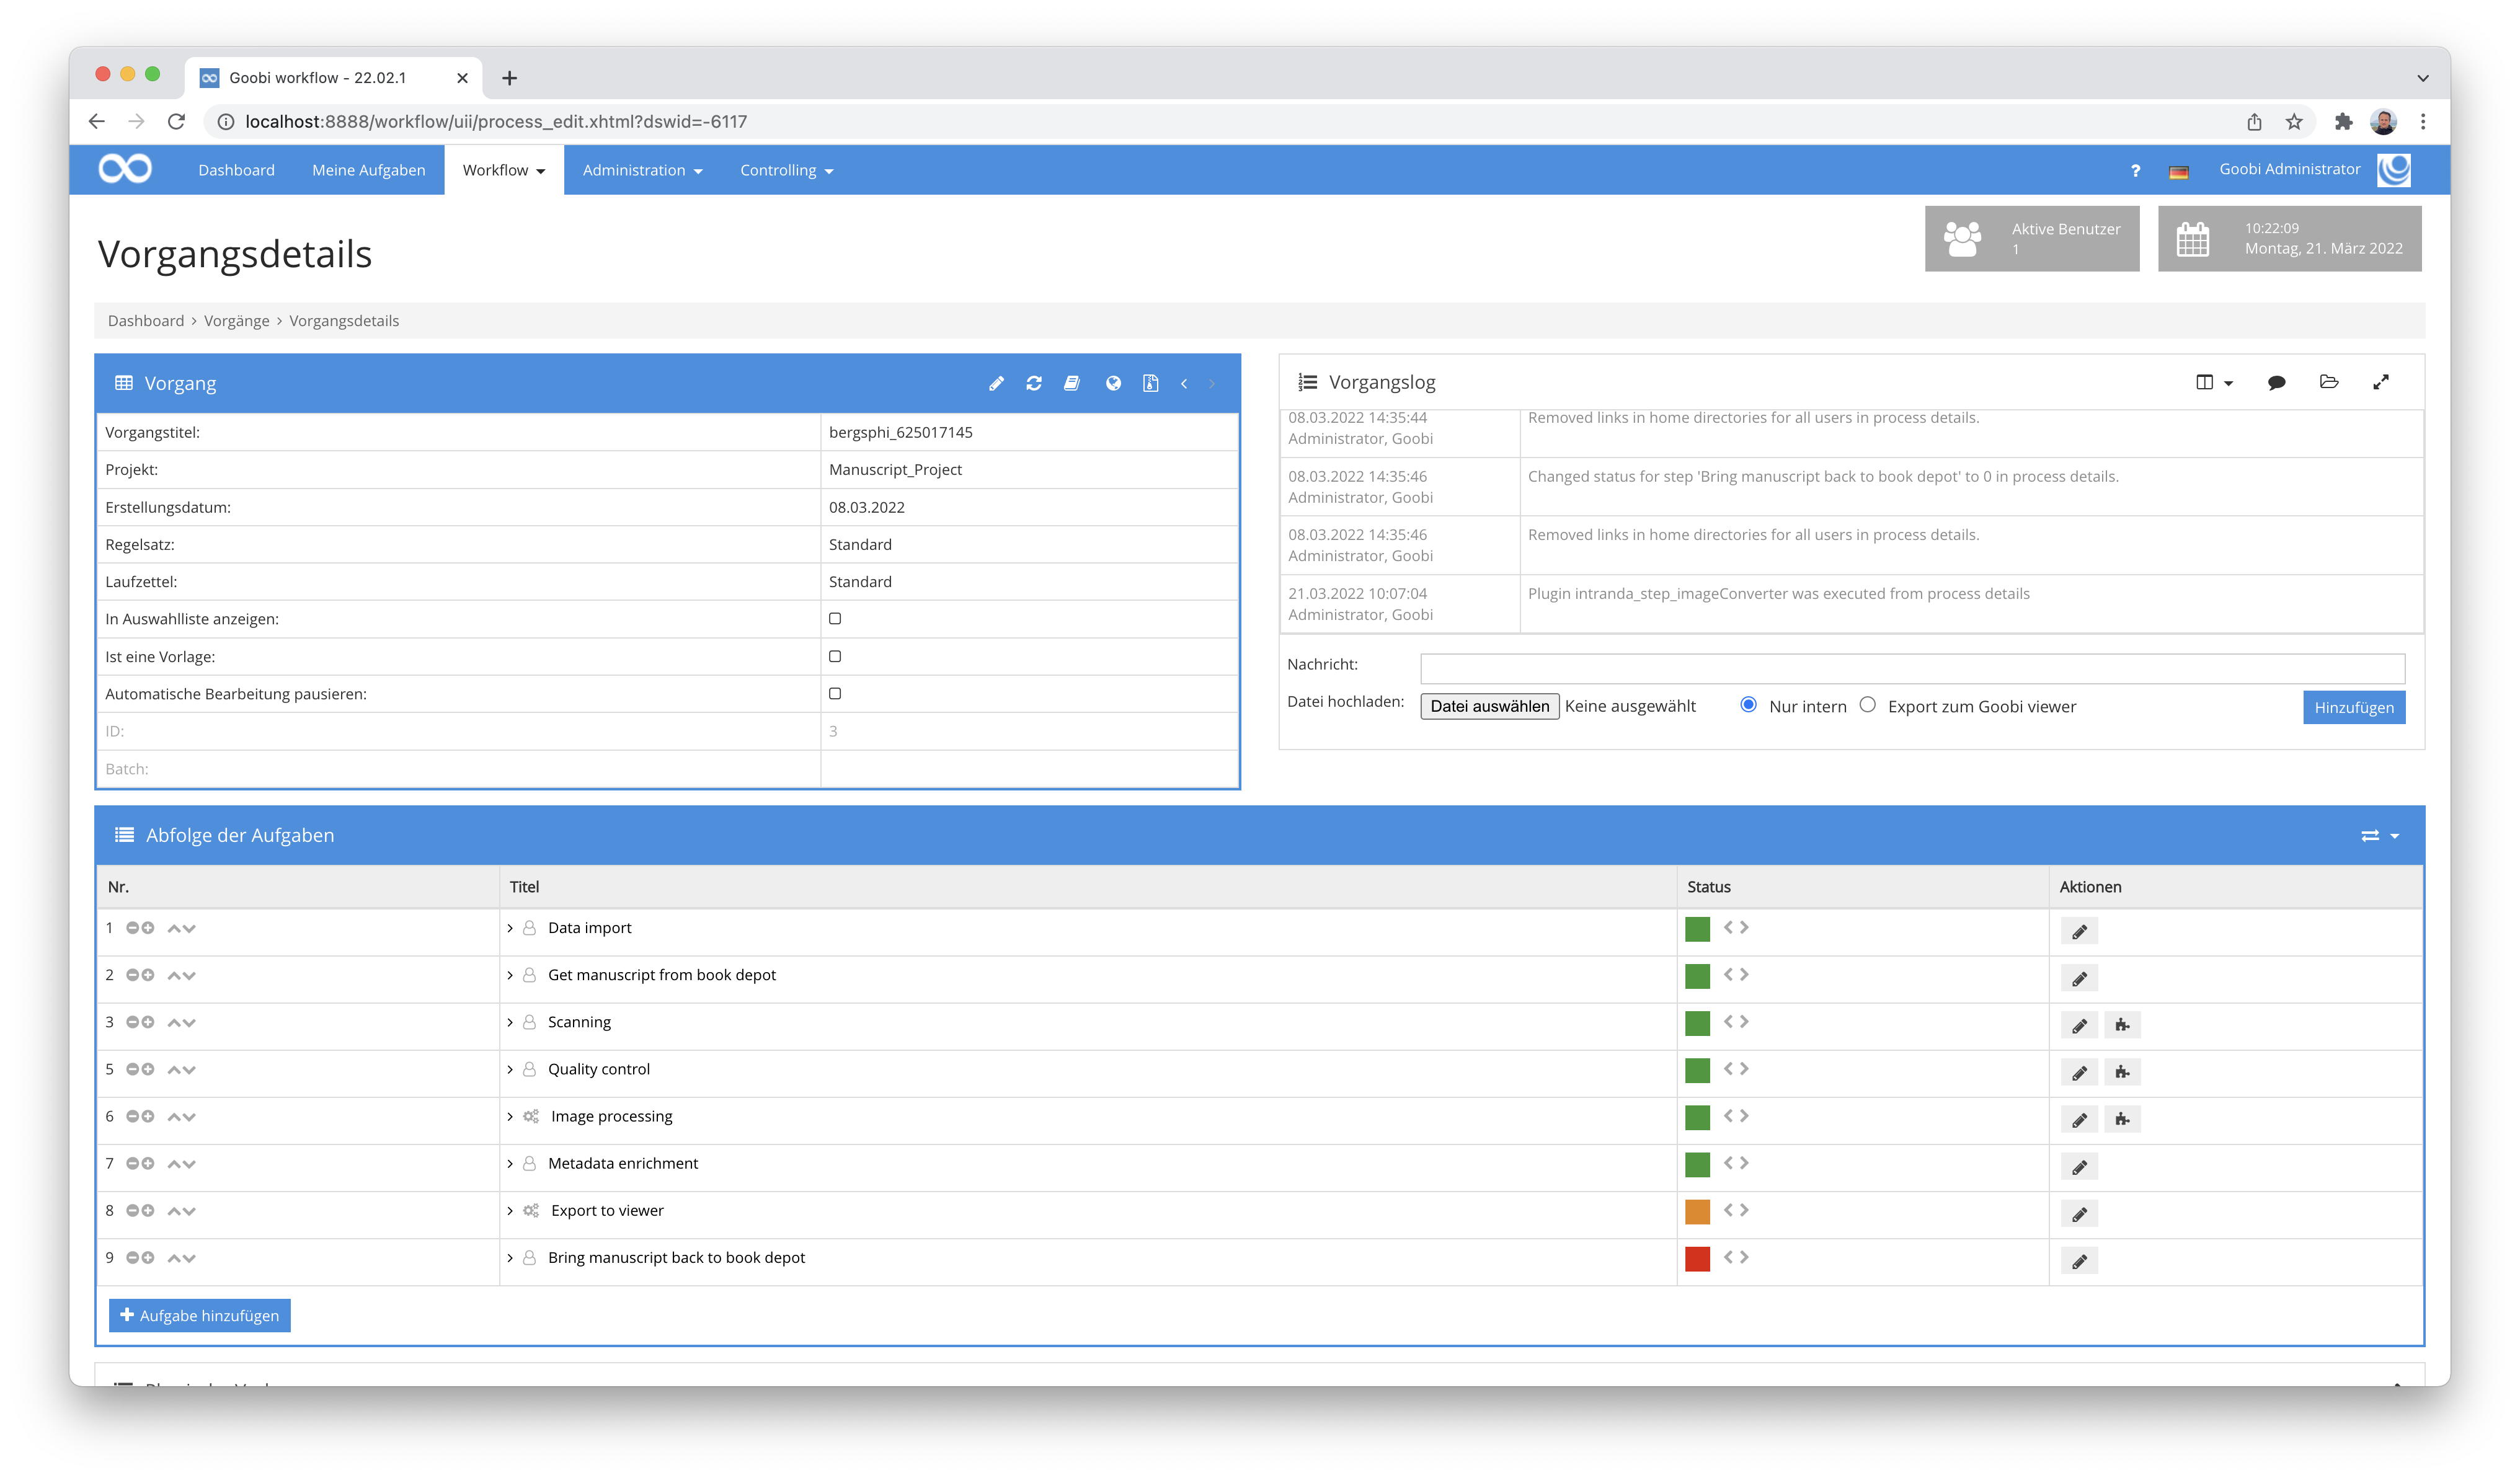 Goobi workflow - 22.02.1
localhost:8888/workflow/uii/process_edit.xhtml?dswid=-6117
Dashboard Meine Aufgaben Workflow Administration Controlling ? Goobi Administrator
Vorgangsdetails
Aktive Benutzer
1
10:22:09
Montag, 21. März 2022
Dashboard > Vorgänge > Vorgangsdetails
Vorgang
Vorgangstitel: bergsphi_625017145
Projekt: Manuscript_Project
Erstellungsdatum: 08.03.2022
Regelsatz: Standard
Laufzettel: Standard
In Auswahlliste anzeigen:
Ist eine Vorlage:
Automatische Bearbeitung pausieren:
ID: 3
Batch:
Vorgangslog
08.03.2022 14:35:44 Removed links in home directories for all users in process details.
Administrator, Goobi
08.03.2022 14:35:46 Changed status for step 'Bring manuscript back to book depot' to 0 in process details.
Administrator, Goobi
08.03.2022 14:35:46 Removed links in home directories for all users in process details.
Administrator, Goobi
21.03.2022 10:07:04 Plugin intranda_step_imageConverter was executed from process details
Administrator, Goobi
Nachricht:
Datei hochladen: Datei auswählen Keine ausgewählt Nur intern Export zum Goobi viewer Hinzufügen
Abfolge der Aufgaben
Nr. Titel Status Aktionen
1 Data import
2 Get manuscript from book depot
3 Scanning
5 Quality control
6 Image processing
7 Metadata enrichment
8 Export to viewer
9 Bring manuscript back to book depot
Aufgabe hinzufügen